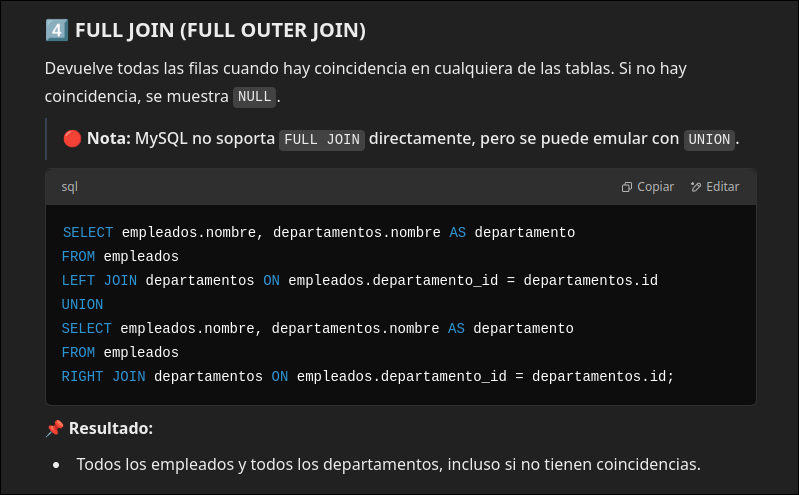 4️⃣ FULL JOIN (FULL OUTER JOIN)
Devuelve todas las filas cuando hay coincidencia en cualquiera de las tablas. Si no hay
coincidencia, se muestra NULL.
🔴 Nota: MySQL no soporta FULL JOIN directamente, pero se puede emular con UNION.
sql Copiar Editar
SELECT empleados.nombre, departamentos.nombre AS departamento
FROM empleados
LEFT JOIN departamentos ON empleados.departamento_id = departamentos.id
UNION
SELECT empleados.nombre, departamentos.nombre AS departamento
FROM empleados
RIGHT JOIN departamentos ON empleados.departamento_id = departamentos.id;
📌 Resultado:
• Todos los empleados y todos los departamentos, incluso si no tienen coincidencias.